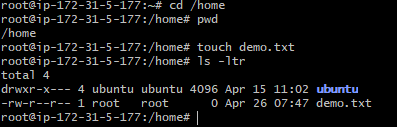 root@ip-172-31-5-177:~# cd /home
root@ip-172-31-5-177:/home# pwd
/home
root@ip-172-31-5-177:/home# touch demo.txt
root@ip-172-31-5-177:/home# ls -ltr
total 4
drwxr-x--- 4 ubuntu ubuntu 4096 Apr 15 11:02 ubuntu
-rw-r--r-- 1 root   root      0 Apr 26 07:47 demo.txt
root@ip-172-31-5-177:/home#